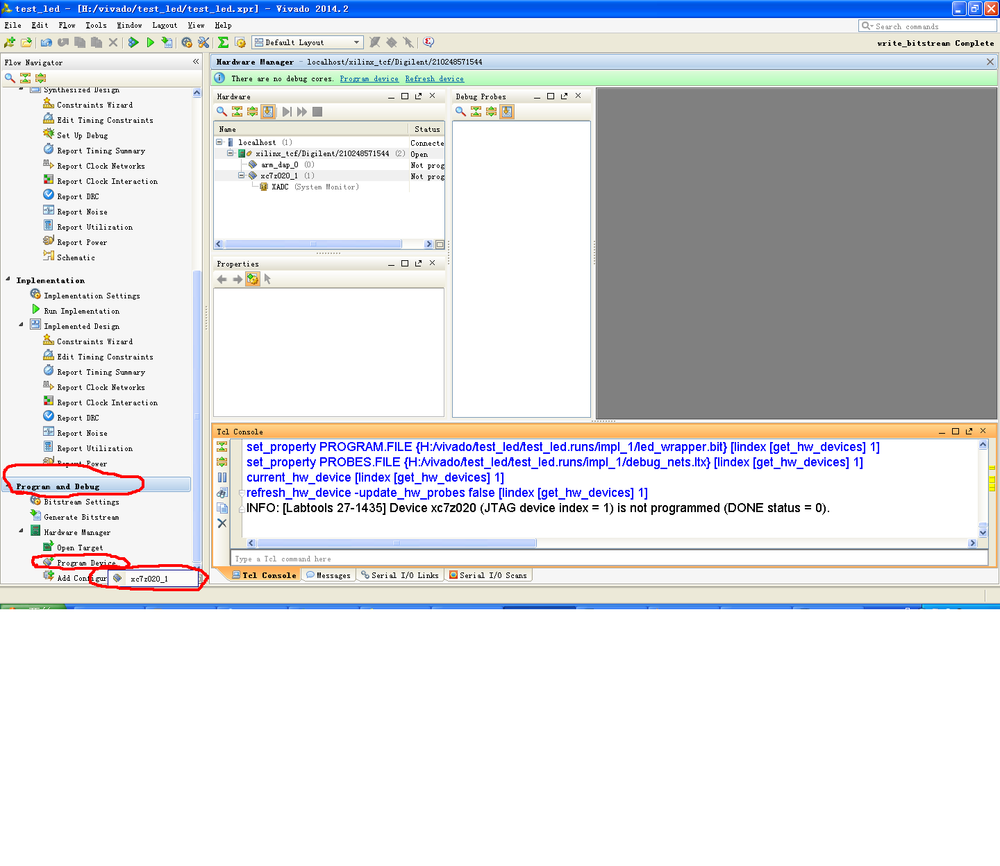 test_led - [H:/vivado/test_led/test_led.xpr] - Vivado 2014.2
File Edit Flow Tools Window Layout View Help
Search commands
Default Layout
write_bitstream Complete
Flow Navigator
Synthesized Design
Constraints Wizard
Edit Timing Constraints
Set Up Debug
Report Timing Summary
Report Clock Networks
Report Clock Interaction
Report DRC
Report Noise
Report Utilization
Report Power
Schematic
Implementation
Implementation Settings
Run Implementation
Implemented Design
Constraints Wizard
Edit Timing Constraints
Report Timing Summary
Report Clock Networks
Report Clock Interaction
Report DRC
Report Noise
Report Utilization
Report Power
Program and Debug
Bitstream Settings
Generate Bitstream
Hardware Manager
Open Target
Program Device
Add Configur
xc7z020_1
Hardware Manager - localhost/xilinx_tcf/Digilent/210248571544
There are no debug cores. Program device Refresh device
Hardware
Name Status
localhost (1) Connecte
xilinx_tcf/Digilent/210248571544 (2) Open
arm_dap_0 (0) Not prog
xc7z020_1 (1) Not prog
XADC (System Monitor)
Properties
Debug Probes
Tcl Console
set_property PROGRAM.FILE {H:/vivado/test_led/test_led.runs/impl_1/led_wrapper.bit} [lindex [get_hw_devices] 1]
set_property PROBES.FILE {H:/vivado/test_led/test_led.runs/impl_1/debug_nets.ltx} [lindex [get_hw_devices] 1]
current_hw_device [lindex [get_hw_devices] 1]
refresh_hw_device -update_hw_probes false [lindex [get_hw_devices] 1]
INFO: [Labtools 27-1435] Device xc7z020 (JTAG device index = 1) is not programmed (DONE status = 0).
Type a Tcl command here
Tcl Console Messages Serial I/O Links Serial I/O Scans